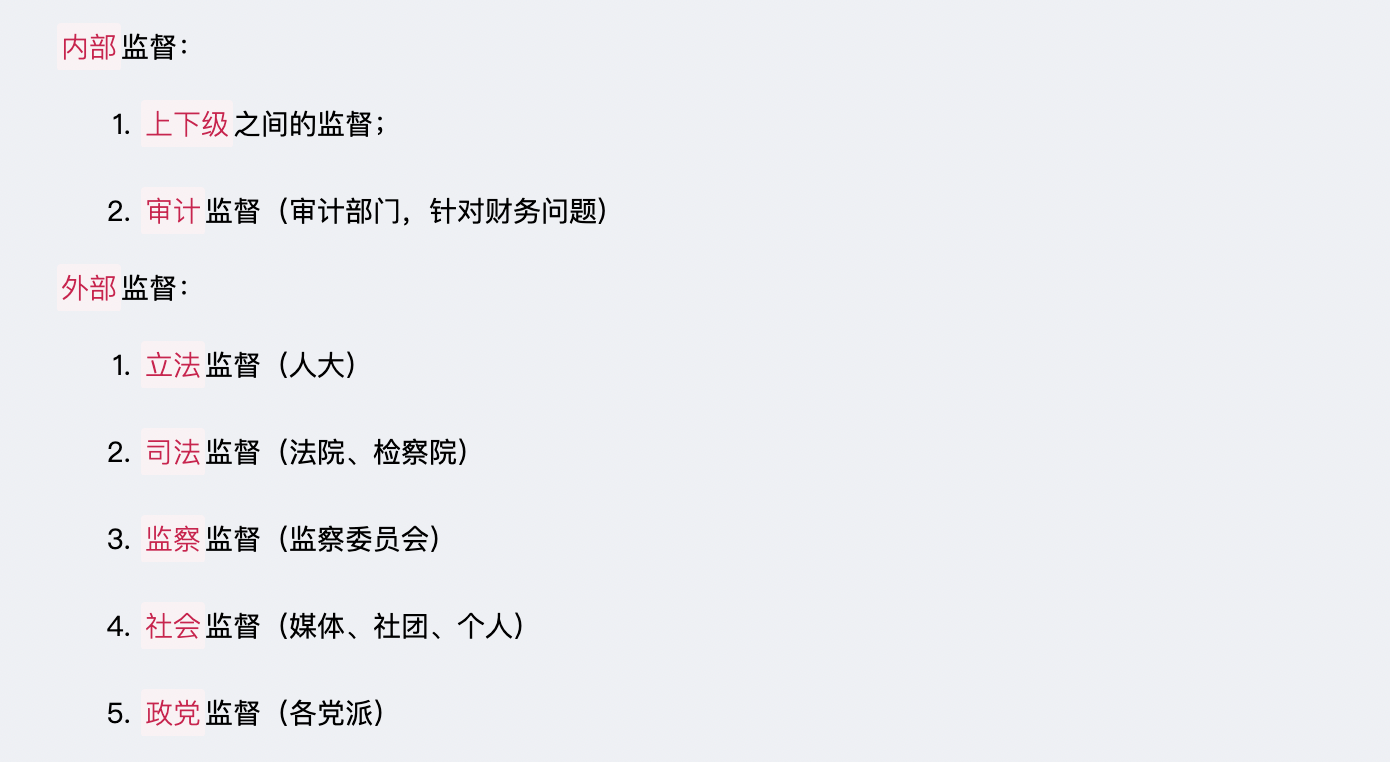 内部监督：
1. 上下级之间的监督；
2. 审计监督（审计部门，针对财务问题）
外部监督：
1. 立法监督（人大）
2. 司法监督（法院、检察院）
3. 监察监督（监察委员会）
4. 社会监督（媒体、社团、个人）
5. 政党监督（各党派）